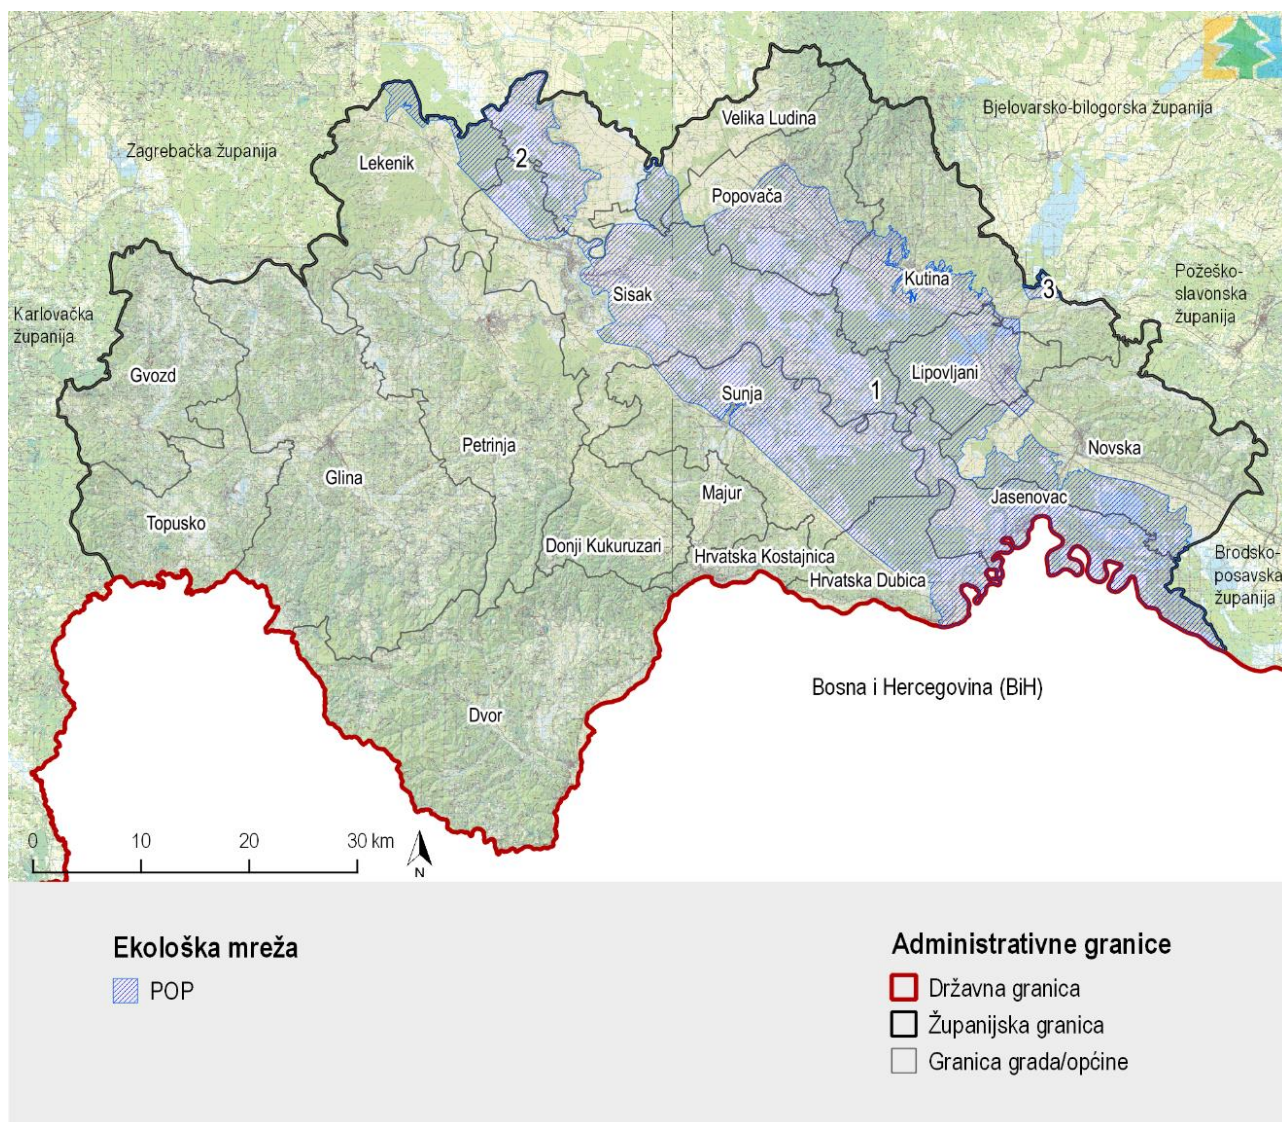 Velika Ludina
Bjelovarsko-bilogorska županija
Zagrebačka županija
2
Lekenik
Popovača
Kutina
Požeško-
slavonska
županija
3
Sisak
Karlovačka
županija
Gvozd
Lipovljani
1
Sunja
Petrinja
Novska
Glina
Majur
Jasenovac
Topusko
Donji Kukuruzari
Hrvatska Kostajnica
Hrvatska Dubica
Brodsko-
posavska
županija
Bosna i Hercegovina (BiH)
Dvor
0 10 20 30 km
N
Ekološka mreža
POP
Administrativne granice
Državna granica
Županijska granica
Granica grada/općine